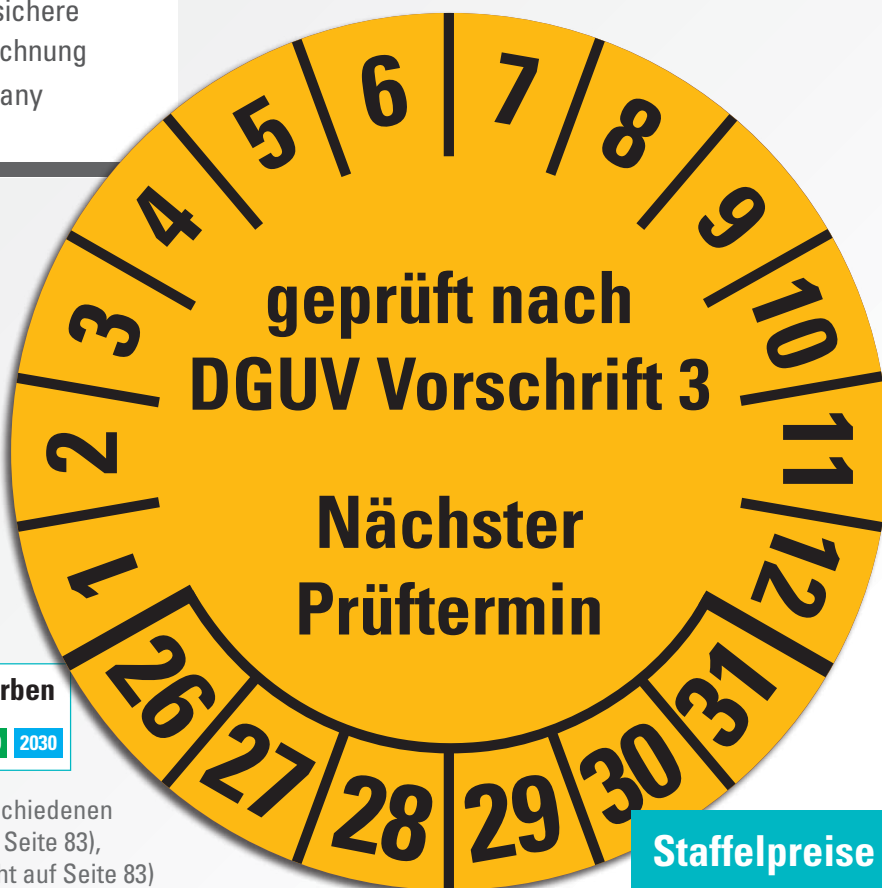 sichere
chnung
any
1 2 3 4 5 6 7 8 9 10 11 12
geprüft nach
DGUV Vorschrift 3
Nächster
Prüftermin
26 27 28 29 30 31
rben
2030
chiedenen
Seite 83),
ht auf Seite 83)
Staffelpreise